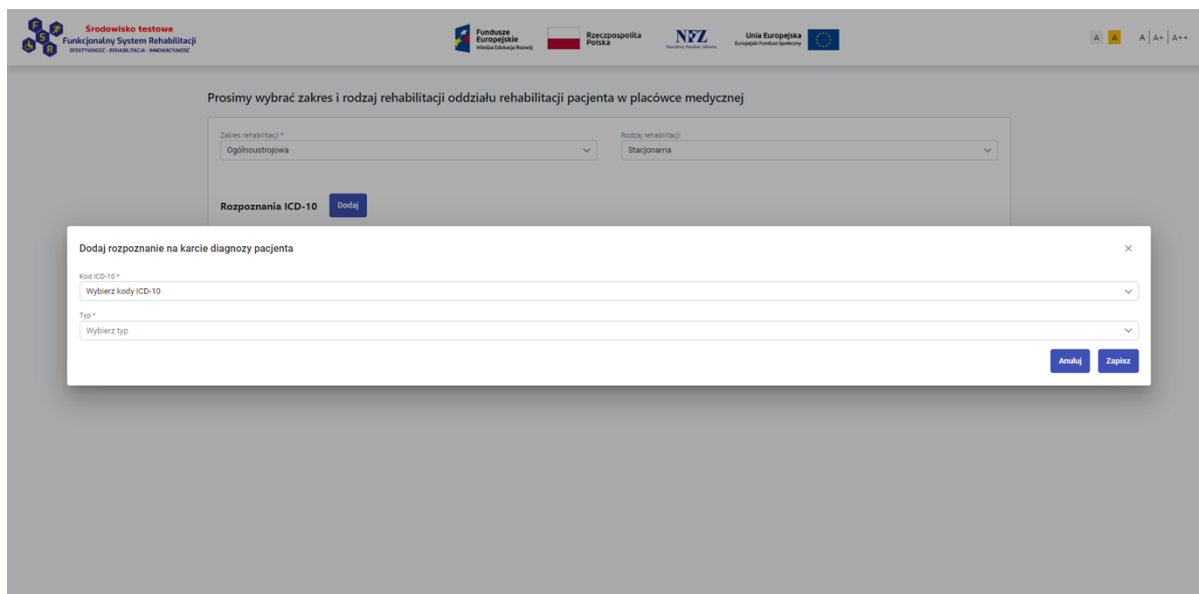 Środowisko testowe
Funkcjonalny System Rehabilitacji
EFEKTYWNOŚĆ - REHABILITACJA - INNOWACYJNOŚĆ
F
S
R
Fundusze
Europejskie
Wiedza Edukacja Rozwój
Rzeczpospolita
Polska
NFZ
Narodowy Fundusz Zdrowia
Unia Europejska
Europejski Fundusz Społeczny
A A A A+ A++
Prosimy wybrać zakres i rodzaj rehabilitacji oddziału rehabilitacji pacjenta w placówce medycznej
Zakres rehabilitacji *
Ogólnoustrojowa
Rodzaj rehabilitacji
Stacjonarna
Rozpoznania ICD-10 Dodaj
Dodaj rozpoznanie na karcie diagnozy pacjenta
Kod ICD-10 *
Wybierz kody ICD-10
Typ *
Wybierz typ
Anuluj Zapisz